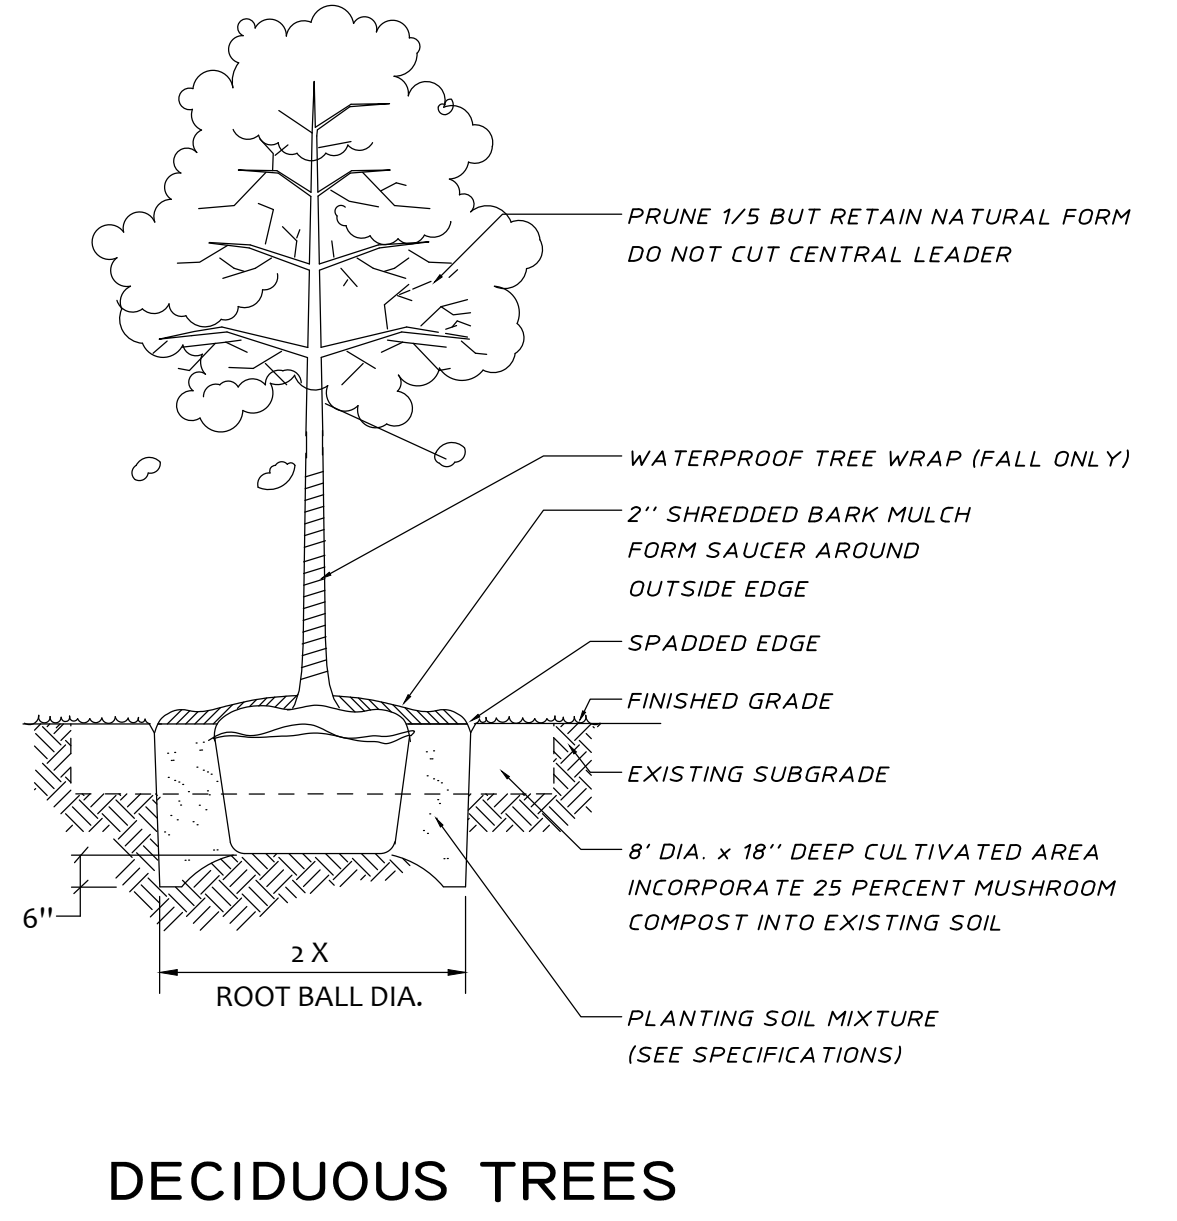 PRUNE 1/5 BUT RETAIN NATURAL FORM
DO NOT CUT CENTRAL LEADER
WATERPROOF TREE WRAP (FALL ONLY)
2'' SHREDDED BARK MULCH
FORM SAUCER AROUND
OUTSIDE EDGE
SPADDED EDGE
FINISHED GRADE
EXISTING SUBGRADE
8' DIA. x 18'' DEEP CULTIVATED AREA
INCORPORATE 25 PERCENT MUSHROOM
COMPOST INTO EXISTING SOIL
6"
2 X
ROOT BALL DIA.
PLANTING SOIL MIXTURE
(SEE SPECIFICATIONS)
DECIDUOUS TREES